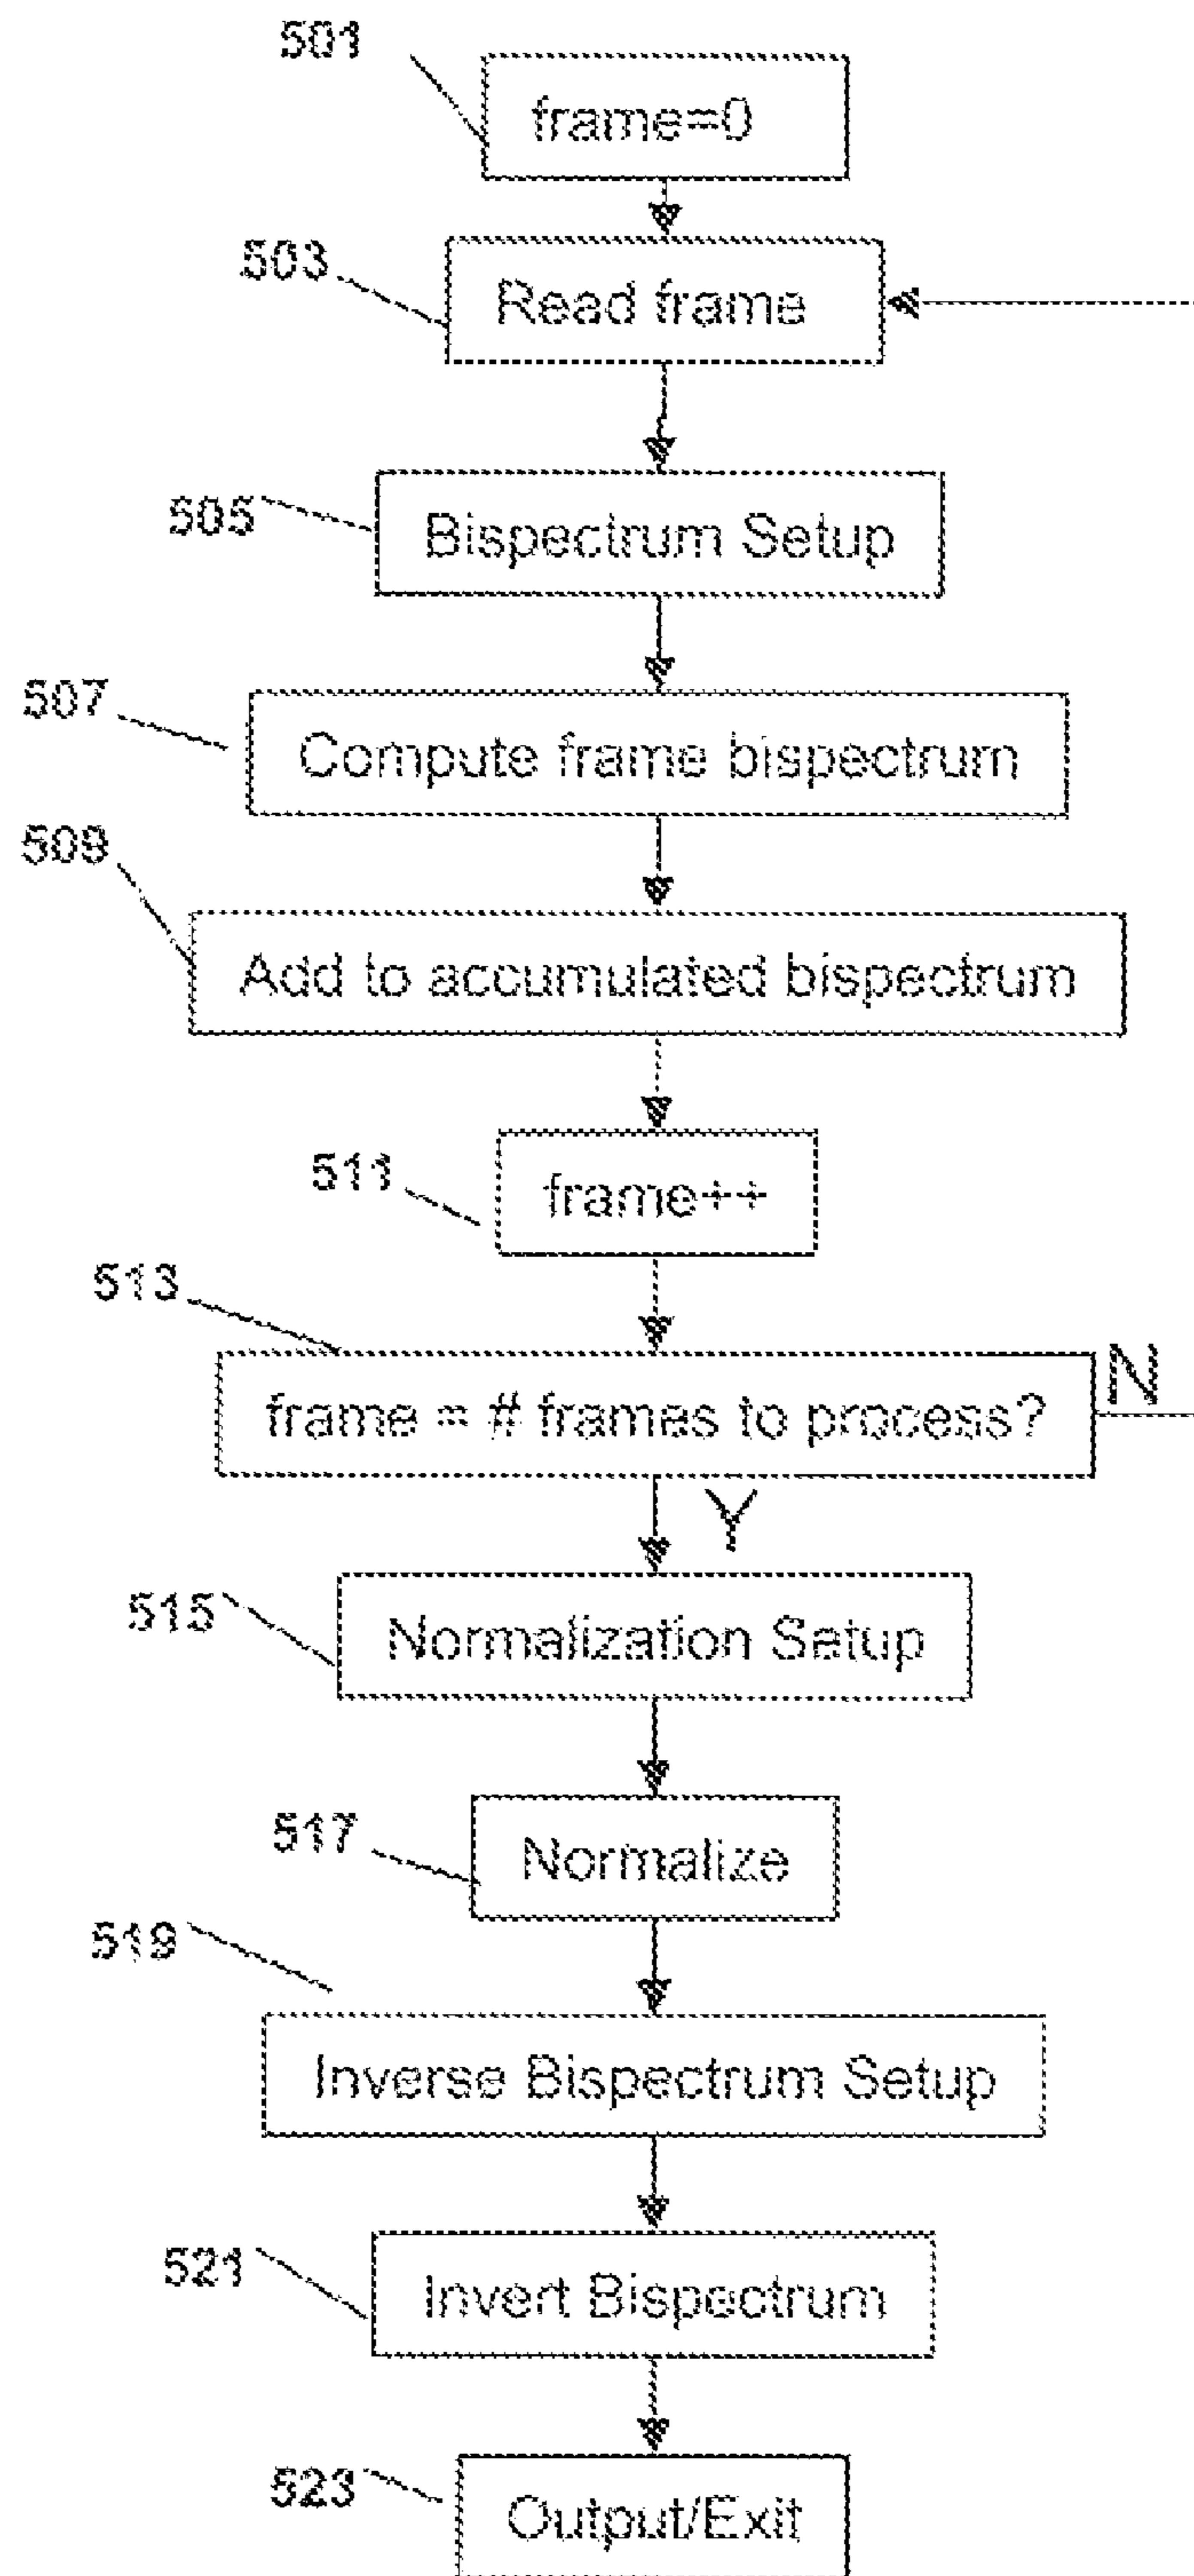 501
frame=0
503
Read frame
505
Bispectrum Setup
507
Compute frame bispectrum
509
Add to accumulated bispectrum
511
frame++
513
frame = # frames to process?
N
Y
515
Normalization Setup
517
Normalize
519
Inverse Bispectrum Setup
521
Invert Bispectrum
523
Output/Exit